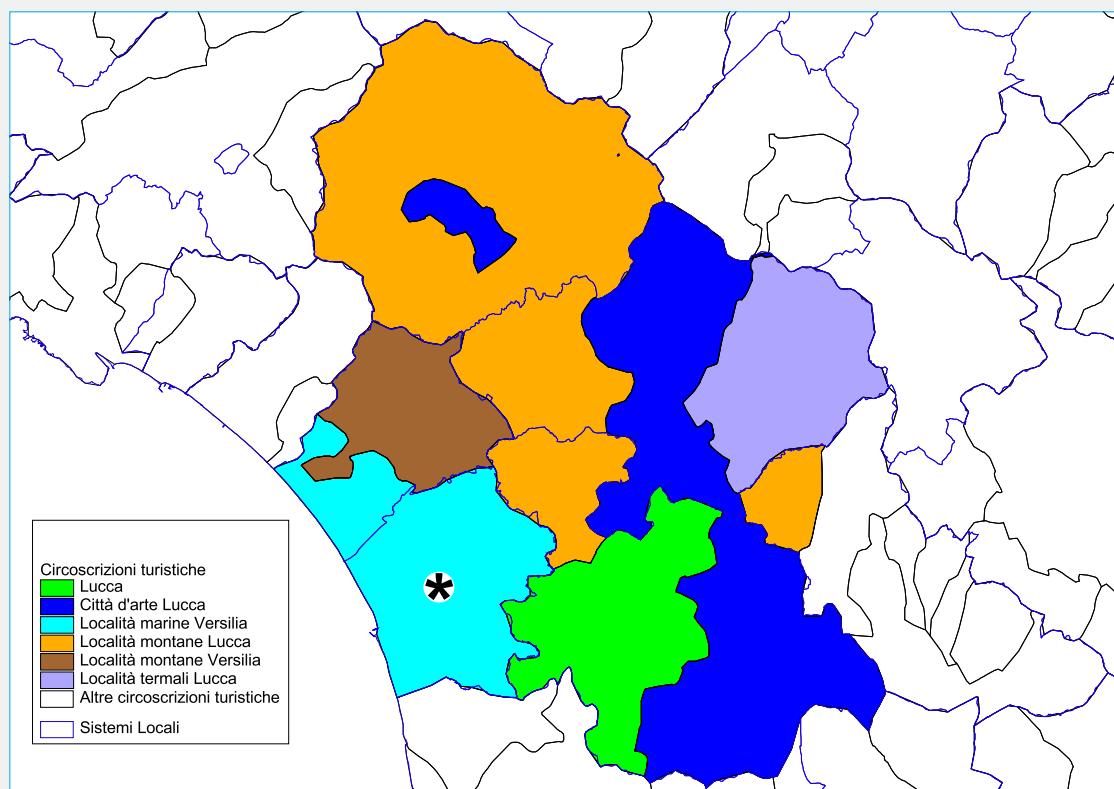 Circoscrizioni turistiche
Lucca
Città d'arte Lucca
Località marine Versilia
Località montane Lucca
Località montane Versilia
Località termali Lucca
Altre circoscrizioni turistiche
Sistemi Locali
*